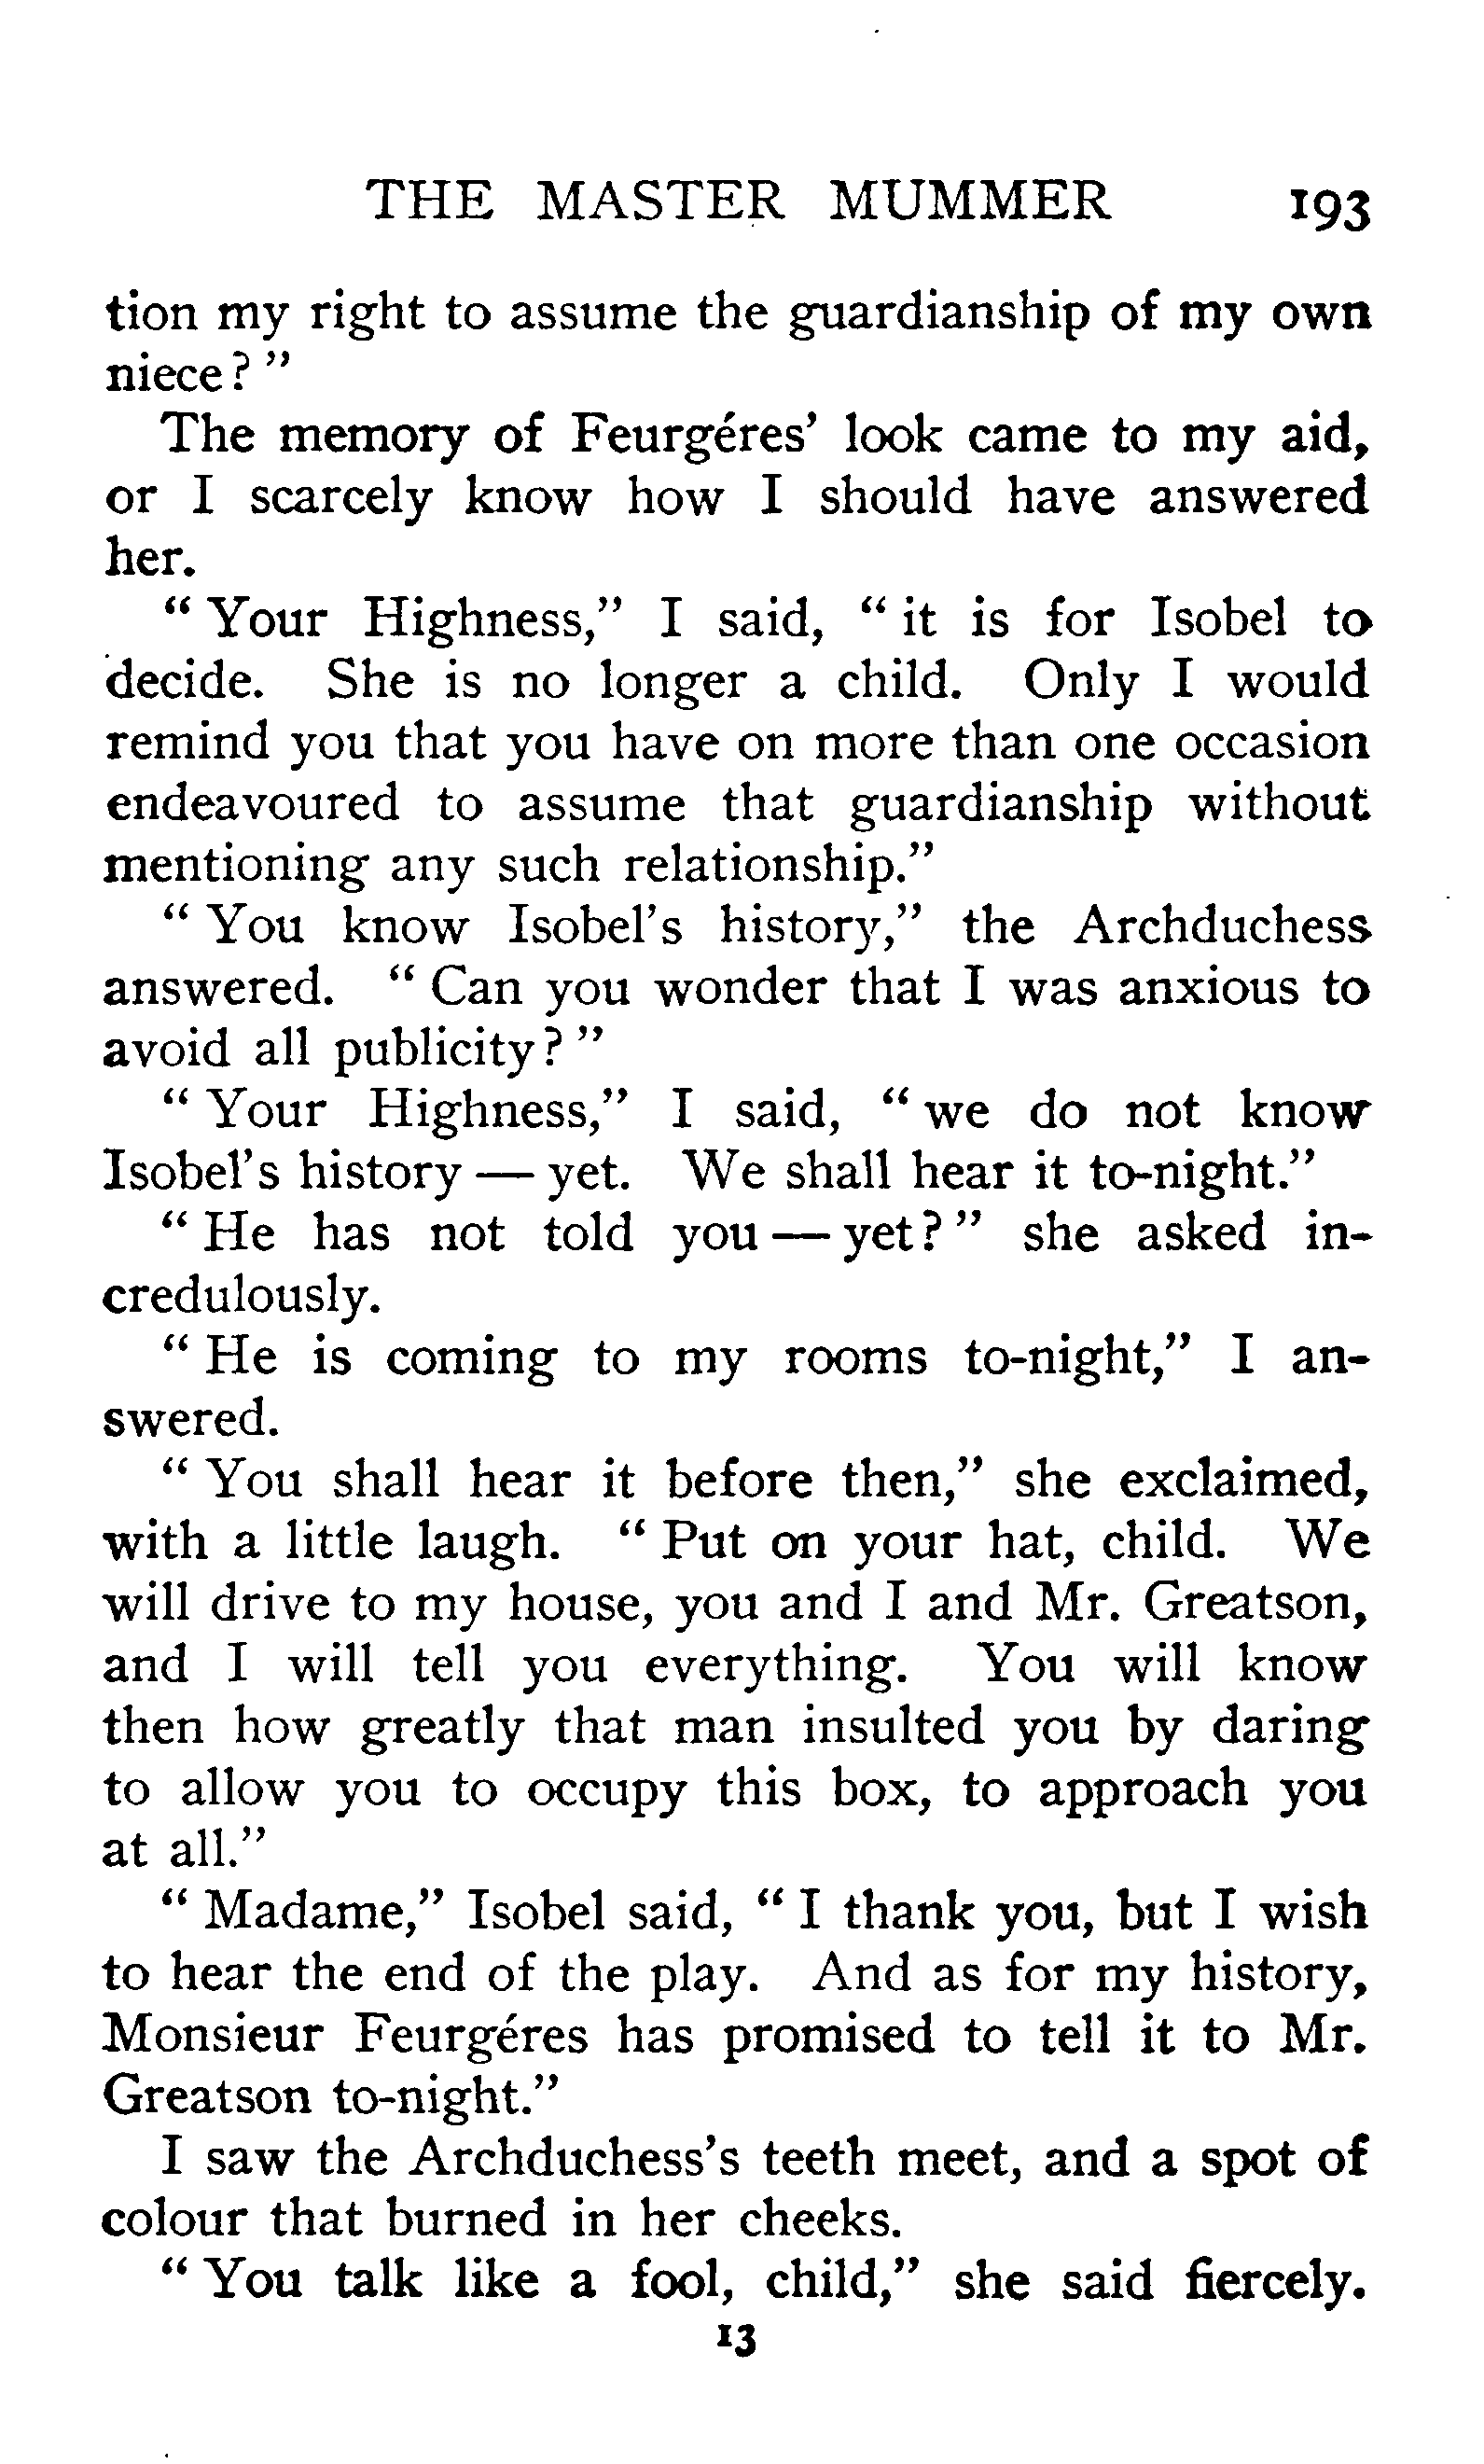 THE MASTER MUMMER 193
tion my right to assume the guardianship of my own
niece ? "
The memory of Feurgéres' look came to my aid,
or I scarcely know how I should have answered
her.
" Your Highness," I said, " it is for Isobel to
decide. She is no longer a child. Only I would
remind you that you have on more than one occasion
endeavoured to assume that guardianship without
mentioning any such relationship."
" You know Isobel's history," the Archduchess
answered. " Can you wonder that I was anxious to
avoid all publicity ? "
" Your Highness," I said, " we do not know
Isobel's history — yet. We shall hear it to-night."
" He has not told you — yet ? " she asked in-
credulously.
" He is coming to my rooms to-night," I an-
swered.
" You shall hear it before then," she exclaimed,
with a little laugh. " Put on your hat, child. We
will drive to my house, you and I and Mr. Greatson,
and I will tell you everything. You will know
then how greatly that man insulted you by daring
to allow you to occupy this box, to approach you
at all."
" Madame," Isobel said, " I thank you, but I wish
to hear the end of the play. And as for my history,
Monsieur Feurgéres has promised to tell it to Mr.
Greatson to-night."
I saw the Archduchess's teeth meet, and a spot of
colour that burned in her cheeks.
" You talk like a fool, child," she said fiercely.
13